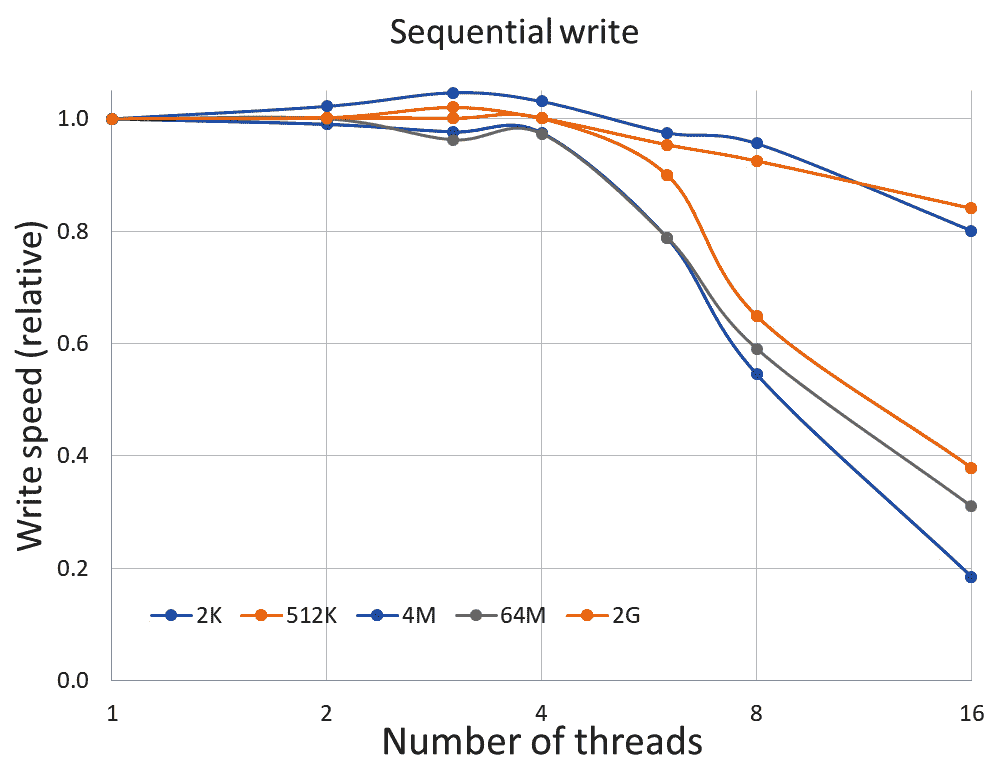 Sequential write
Write speed (relative)
1.0
0.8
0.6
0.4
0.2
0.0
2K 512K 4M 64M 2G
1 2 4 8 16
Number of threads